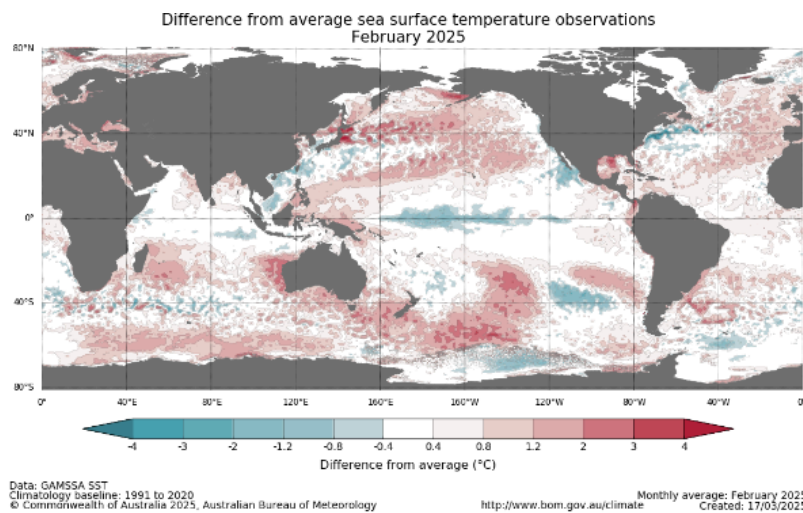 Difference from average sea surface temperature observations
February 2025
80°N
40°N
0°
40°S
80°S
0° 40°E 80°E 120°E 160°E 160°W 120°W 80°W 40°W 0°
-4 -3 -2 -1.2 -0.8 -0.4 0.4 0.8 1.2 2 3 4
Difference from average (°C)
Data: GAMSSA SST
Climatology baseline: 1991 to 2020
© Commonwealth of Australia 2025, Australian Bureau of Meteorology
http://www.bom.gov.au/climate
Monthly average: February 2025
Created: 17/03/2025